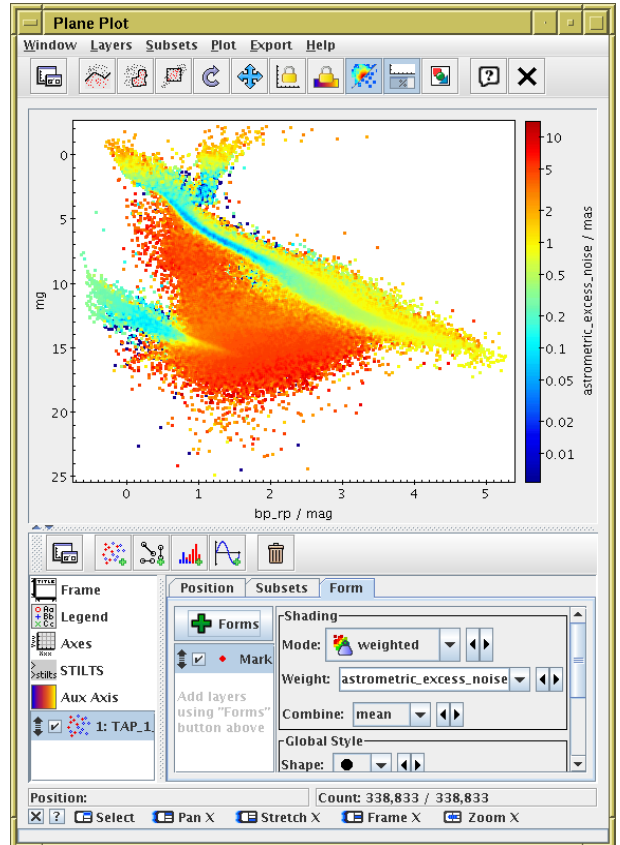 Plane Plot
Window Layers Subsets Plot Export Help
0
5
10
15
20
25
mg
0 1 2 3 4 5
bp_rp / mag
10
5
2
1
0.5
0.2
0.1
0.05
0.02
0.01
astrometric_excess_noise / mas
TITLE Frame
Legend
Axes
>stilts STILTS
Aux Axis
1: TAP_1_
Position Subsets Form
Forms
Mark
Add layers
using "Forms"
button above
Shading
Mode: weighted
Weight: astrometric_excess_noise
Combine: mean
Global Style
Shape:
Position: Count: 338,833 / 338,833
X ? Select Pan X Stretch X Frame X Zoom X